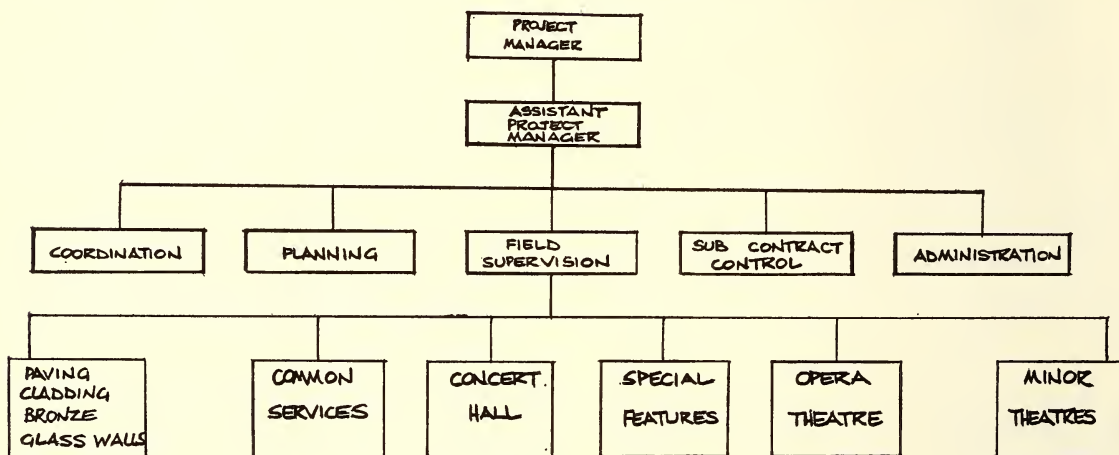 PROJECT
MANAGER
ASSISTANT
PROJECT
MANAGER
COORDINATION
PLANNING
FIELD
SUPERVISION
SUB CONTRACT
CONTROL
ADMINISTRATION
PAVING
CLADDING
BRONZE
GLASS WALLS
COMMON
SERVICES
CONCERT
HALL
SPECIAL
FEATURES
OPERA
THEATRE
MINOR
THEATRES